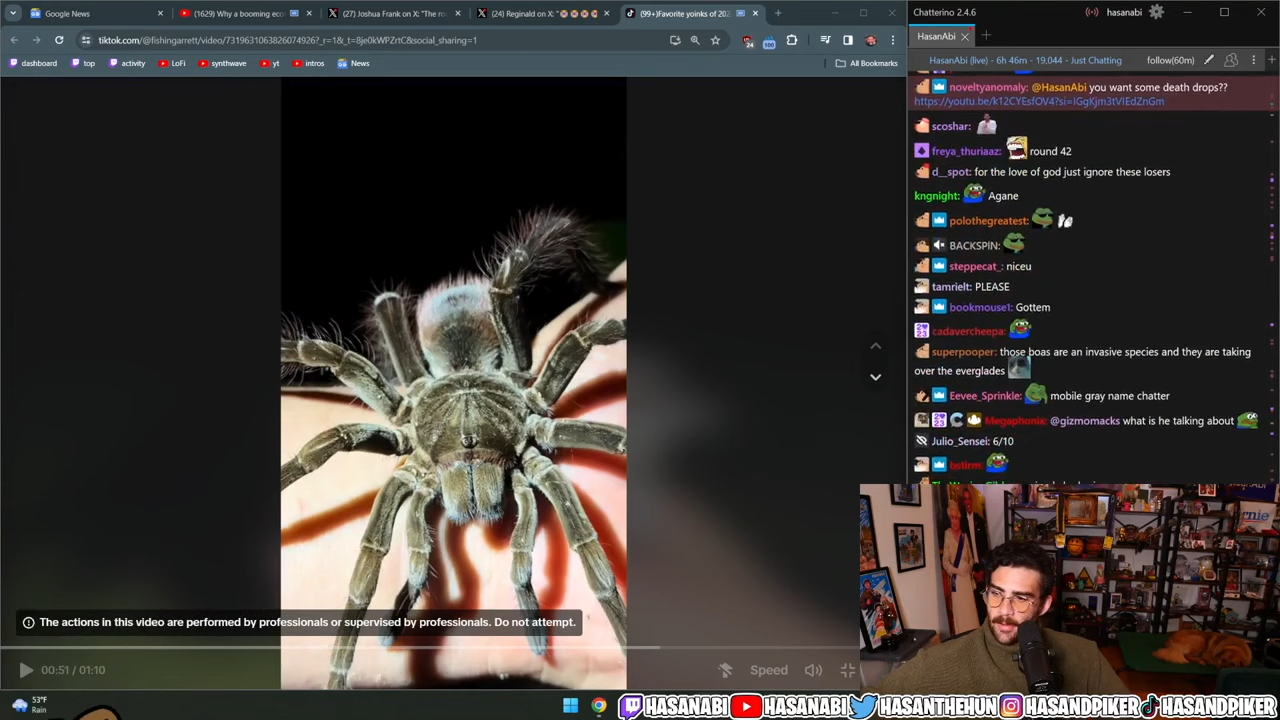 Google News
(1629) Why a booming eco
(27) Joshua Frank on X: "The ro
(24) Reginald on X: "
(99+)Favorite yoinks of 202
tiktok.com/@fishingarrett/video/7319631063826074926?_r=1&_t=8je0kWPZrtC&social_sharing=1
24
100
dashboard
top
activity
LoFi
synthwave
yt
intros
News
All Bookmarks
The actions in this video are performed by professionals or supervised by professionals. Do not attempt.
00:51 / 01:10
Speed
Chatterino 2.4.6
hasanabi
HasanAbi
HasanAbi (live) - 6h 46m - 19,044 - Just Chatting
follow(60m)
noveltyanomaly: @HasanAbi you want some death drops??
https://youtu.be/k12CYEsfOV4?si=IGgKjm3tVIEdZnGm
scoshar:
freya_thuriaaz: round 42
d__spot: for the love of god just ignore these losers
kngnight: Agane
polothegreatest:
BACKSPIN:
steppecat_: niceu
tamrielt: PLEASE
bookmouse1: Gottem
cadavercheepa:
superpooper: those boas are an invasive species and they are taking
over the everglades
Eevee_Sprinkle: mobile gray name chatter
Megaphonix: @gizmomacks what is he talking about
Julio_Sensei: 6/10
bstirm:
ernie
53°F
Rain
HASANABI
HASANABI
HASANTHEHUN
HASANDPIKER
HASANDPIKER